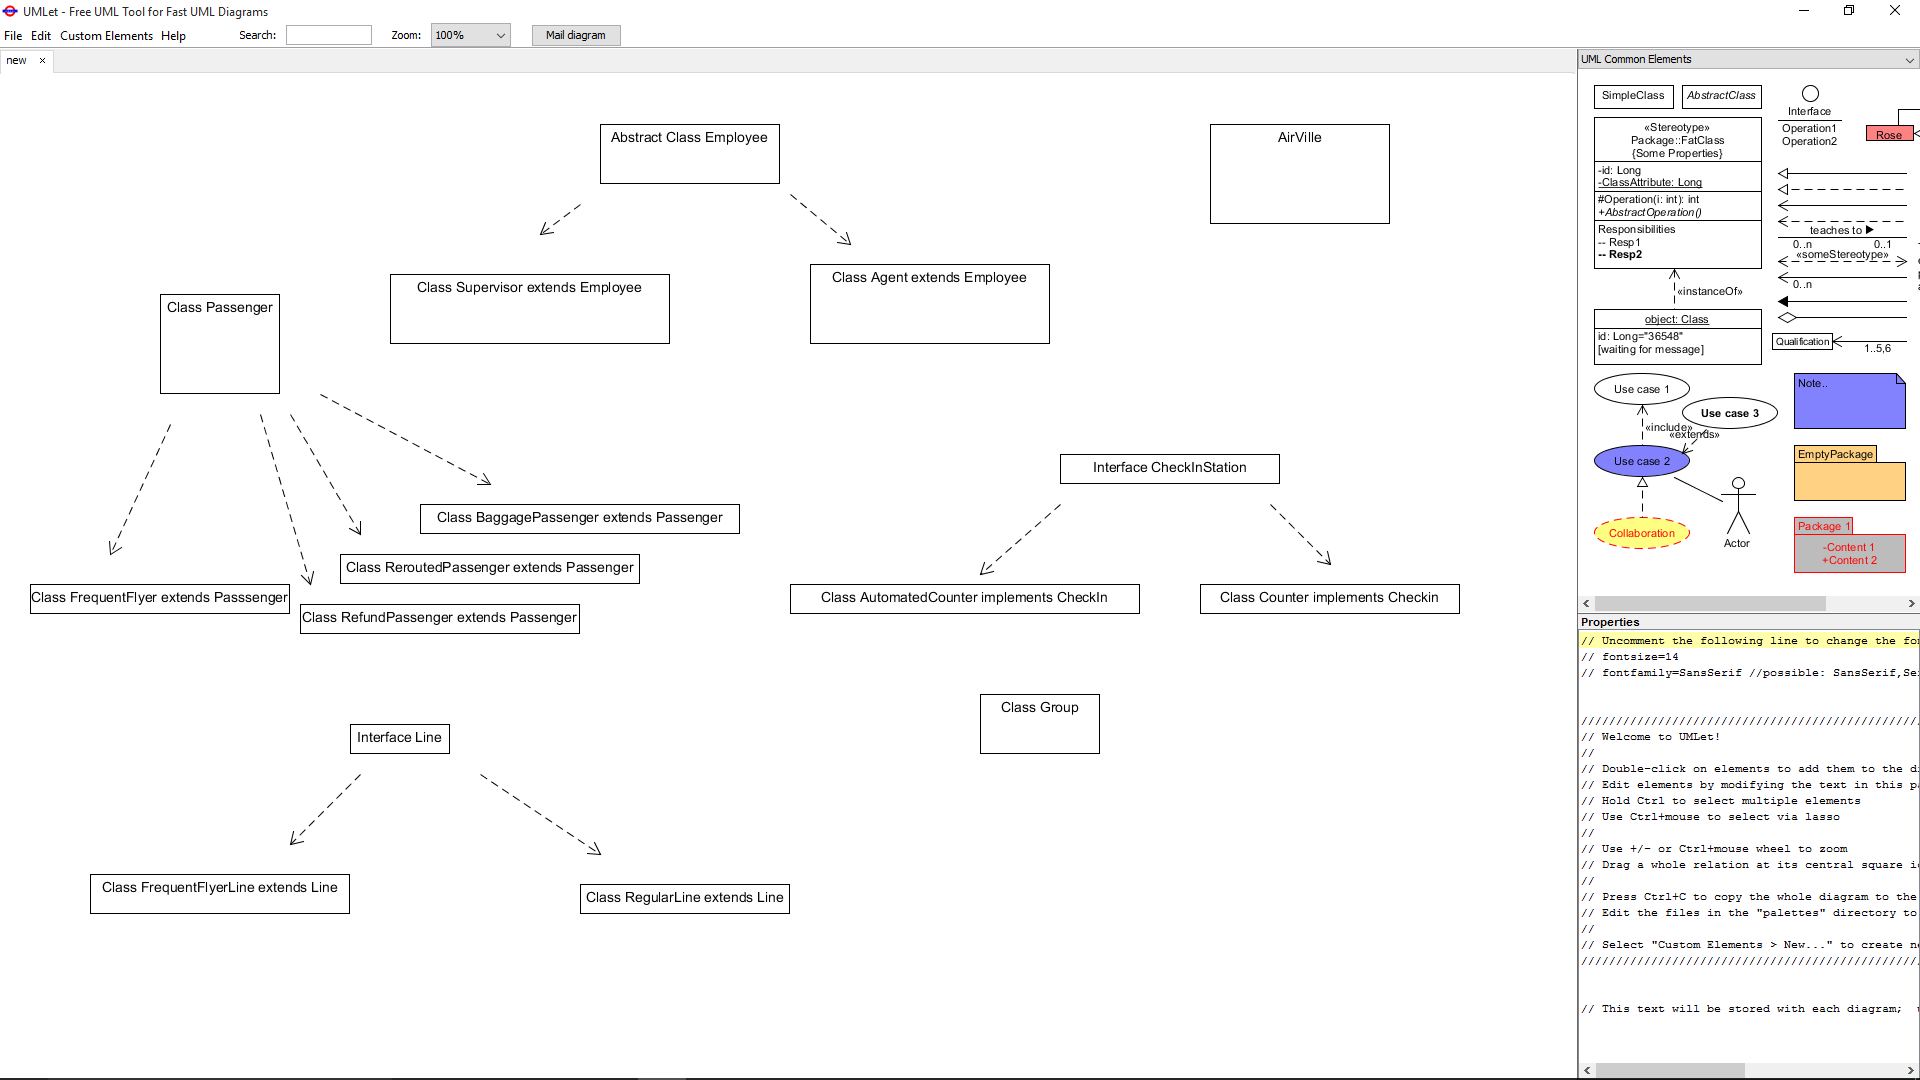 UMLet - Free UML Tool for Fast UML Diagrams
File Edit Custom Elements Help Search: Zoom: 100% Mail diagram
new
Abstract Class Employee
AirVille
Class Supervisor extends Employee
Class Agent extends Employee
Class Passenger
Interface CheckInStation
Class BaggagePassenger extends Passenger
Class ReroutedPassenger extends Passenger
Class FrequentFlyer extends Passsenger
Class RefundPassenger extends Passenger
Class AutomatedCounter implements CheckIn
Class Counter implements Checkin
Class Group
Interface Line
Class FrequentFlyerLine extends Line
Class RegularLine extends Line
UML Common Elements
SimpleClass
AbstractClass
Interface
Operation1
Operation2
Rose
«Stereotype»
Package::FatClass
{Some Properties}
-id: Long
-ClassAttribute: Long
#Operation(i: int): int
+AbstractOperation()
Responsibilities
-- Resp1
-- Resp2
teaches to
0..n 0..1
«someStereotype»
0..n
«instanceOf»
object: Class
id: Long="36548"
[waiting for message]
Qualification
1..5,6
Use case 1
Use case 3
«include»
«extends»
Use case 2
Collaboration
Actor
Note..
EmptyPackage
Package 1
-Content 1
+Content 2
Properties
// Uncomment the following line to change the
// fontsize=14
// fontfamily=SansSerif //possible: SansSerif,
////////////////////////////////////////////////
// Welcome to UMLet!
//
// Double-click on elements to add them to the
// Edit elements by modifying the text in this
// Hold Ctrl to select multiple elements
// Use Ctrl+mouse to select via lasso
//
// Use +/- or Ctrl+mouse wheel to zoom
// Drag a whole relation at its central square
//
// Press Ctrl+C to copy the whole diagram to the
// Edit the files in the "palettes" directory to
//
// Select "Custom Elements > New..." to create
////////////////////////////////////////////////
// This text will be stored with each diagram;